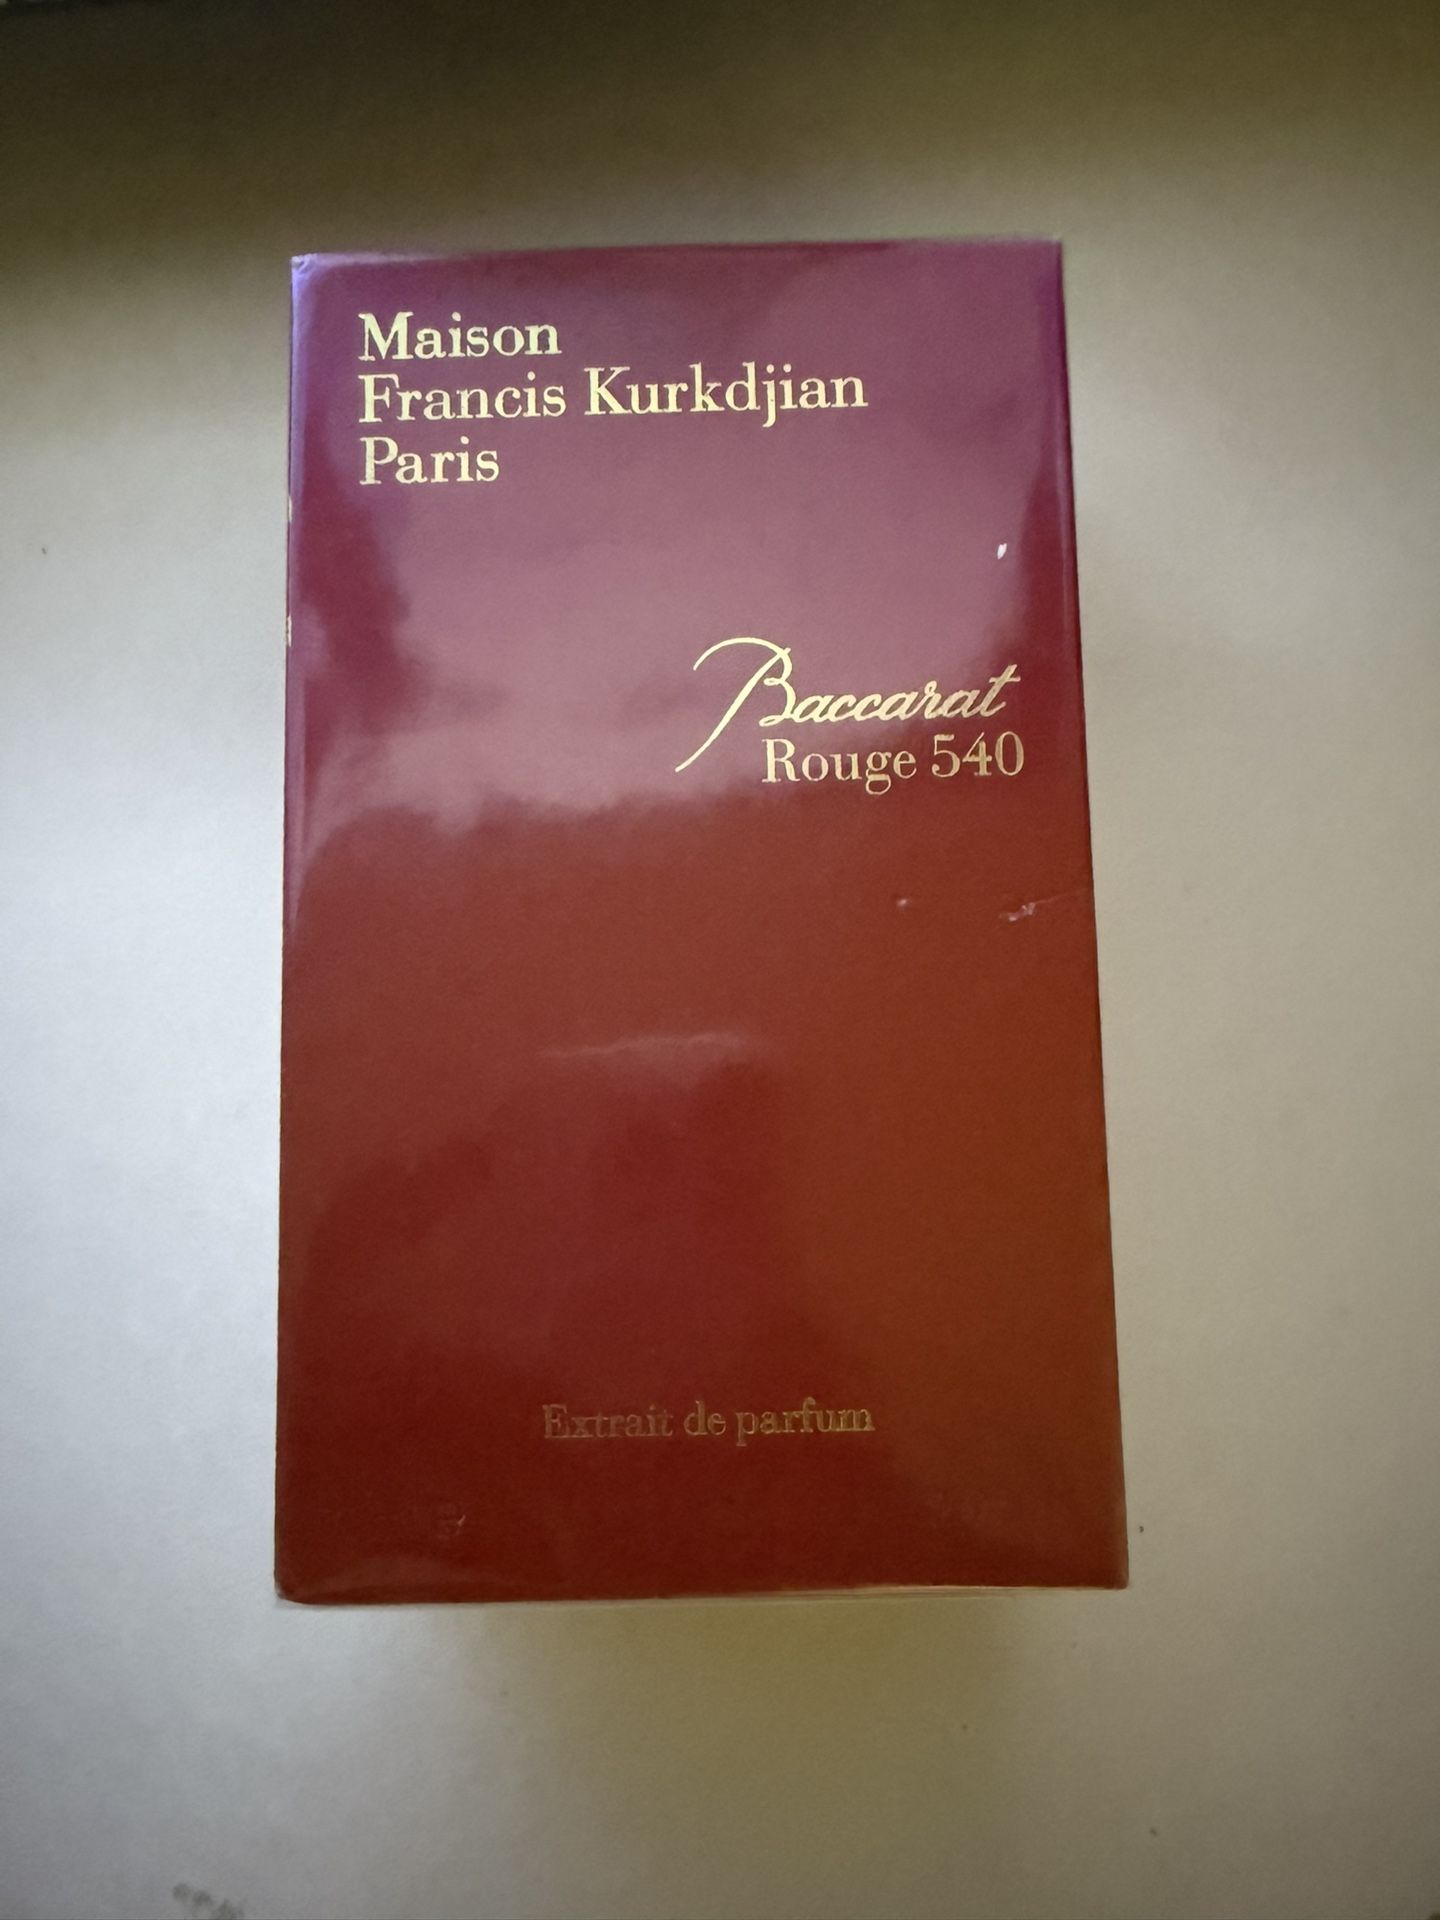 Maison
Francis Kurkdjian
Paris
Baccarat
Rouge 540
Extrait de parfum